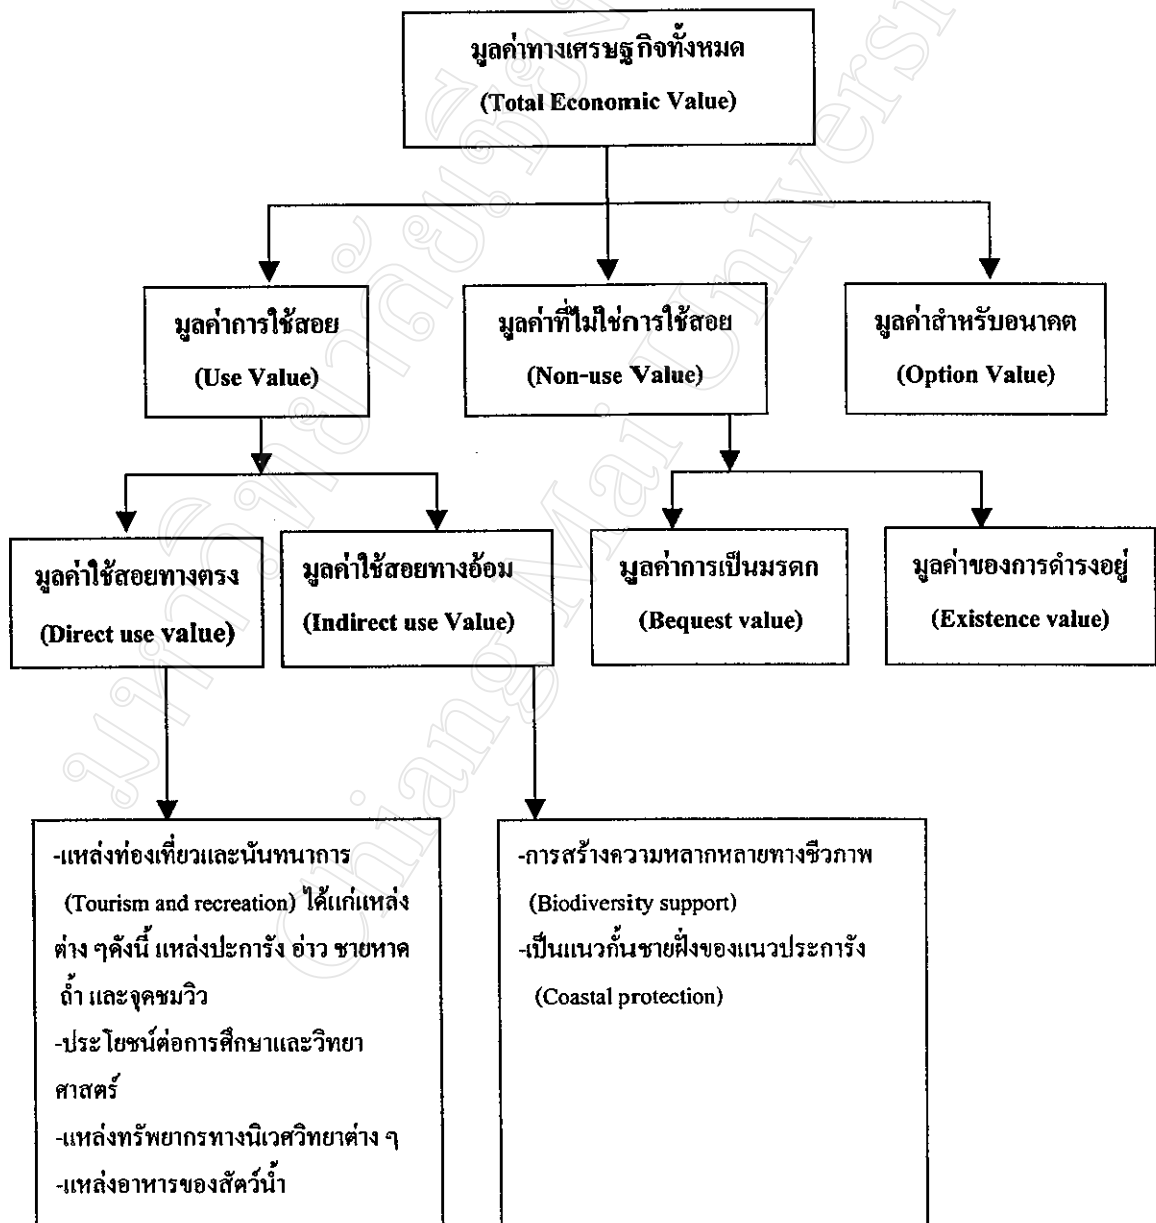 มูลค่าทางเศรษฐกิจทั้งหมด
(Total Economic Value)
มูลค่าการใช้สอย
(Use Value)
มูลค่าที่ไม่ใช่การใช้สอย
(Non-use Value)
มูลค่าสำหรับอนาคต
(Option Value)
มูลค่าใช้สอยทางตรง
(Direct use value)
มูลค่าใช้สอยทางอ้อม
(Indirect use Value)
มูลค่าการเป็นมรดก
(Bequest value)
มูลค่าของการดำรงอยู่
(Existence value)
-แหล่งท่องเที่ยวและนันทนาการ
(Tourism and recreation) ได้แก่แหล่ง
ต่าง ๆดังนี้ แหล่งปะการัง อ่าว ชายหาด
ถ้ำ และจุดชมวิว
-ประโยชน์ต่อการศึกษาและวิทยา
ศาสตร์
-แหล่งทรัพยากรทางนิเวศวิทยาต่าง ๆ
-แหล่งอาหารของสัตว์น้ำ
-การสร้างความหลากหลายทางชีวภาพ
(Biodiversity support)
-เป็นแนวกั้นชายฝั่งของแนวประการัง
(Coastal protection)
Chiang Mai Universi